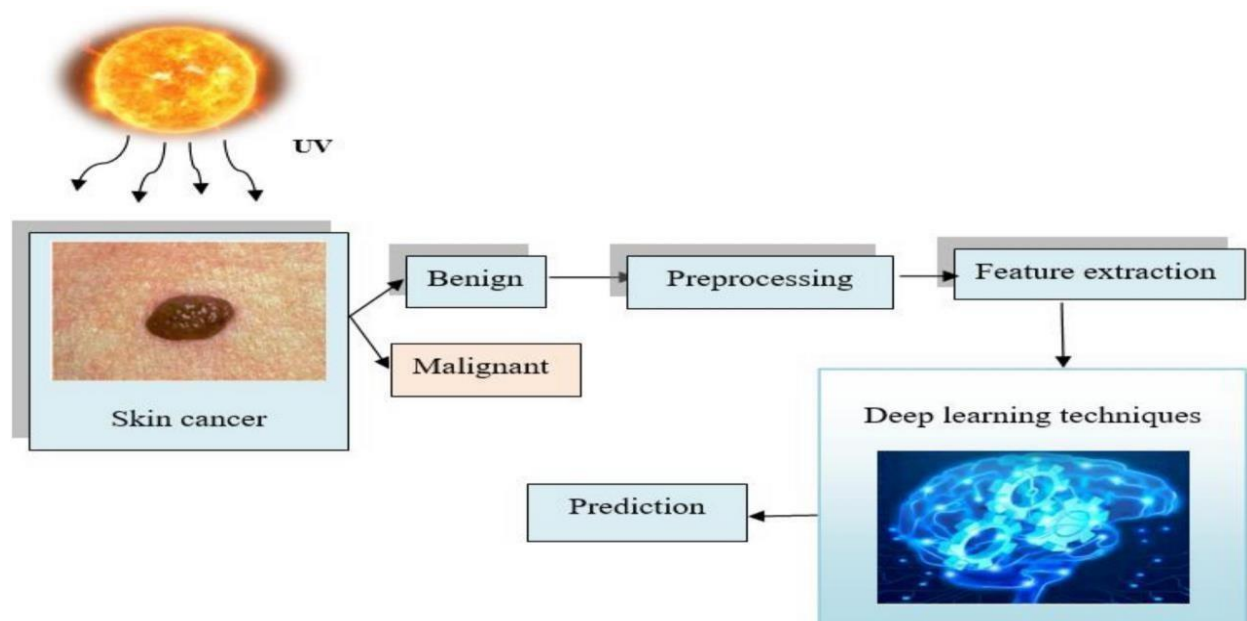 UV
Benign
Preprocessing
Feature extraction
Malignant
Skin cancer
Deep learning techniques
Prediction